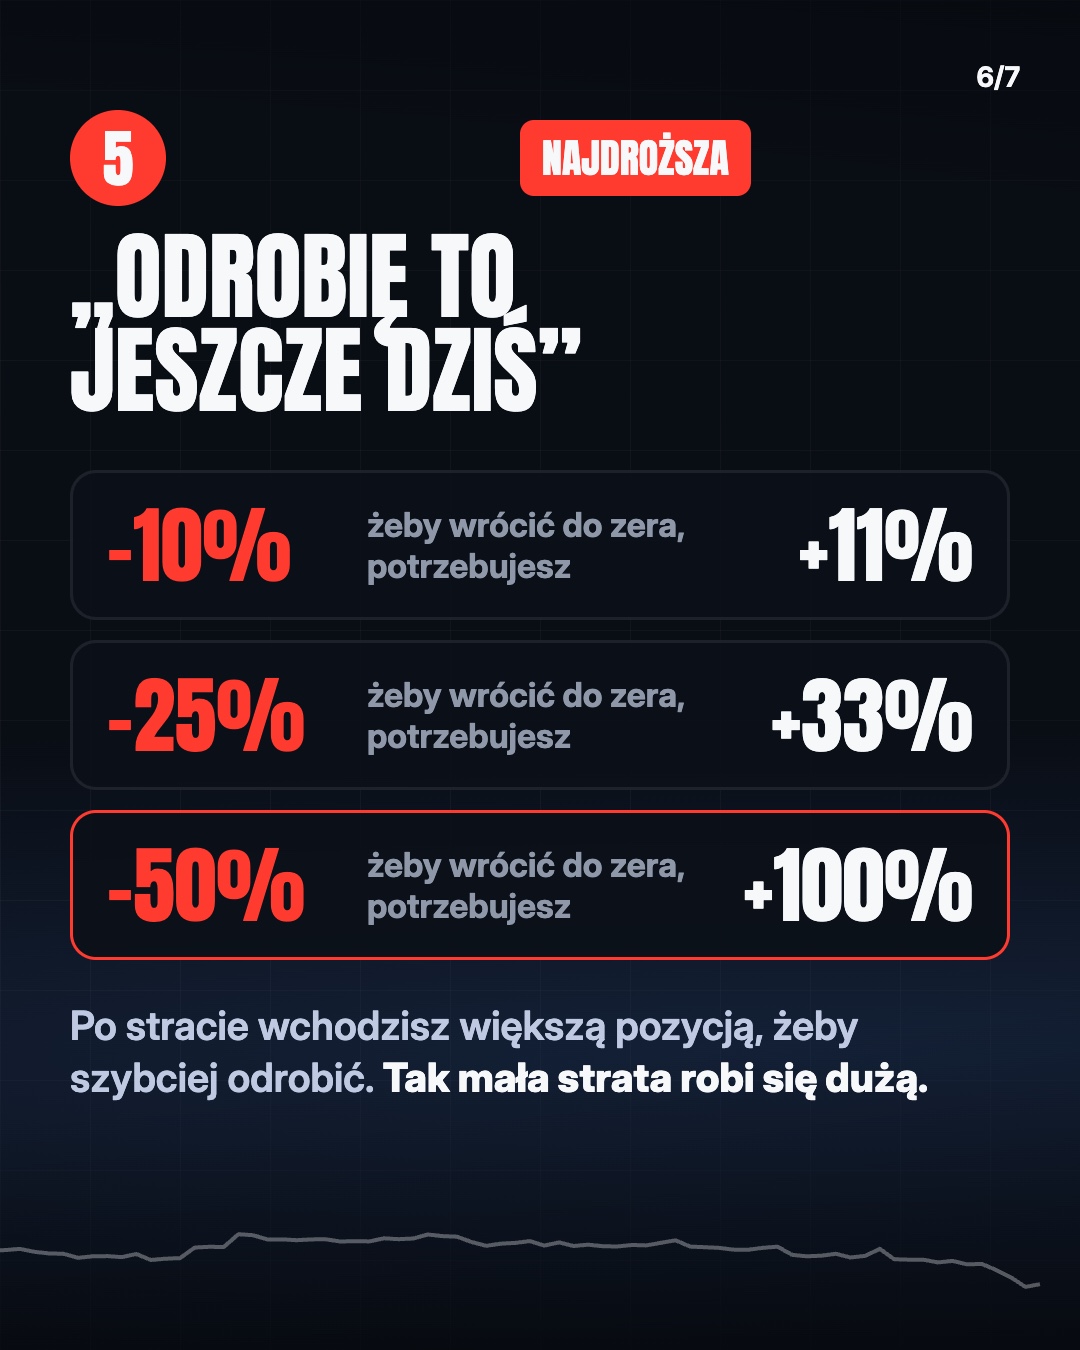 6/7
5
NAJDROŻSZA
„ODROBIĘ TO
JESZCZE DZIŚ”
-10%
żeby wrócić do zera,
potrzebujesz
+11%
-25%
żeby wrócić do zera,
potrzebujesz
+33%
-50%
żeby wrócić do zera,
potrzebujesz
+100%
Po stracie wchodzisz większą pozycją, żeby
szybciej odrobić. Tak mała strata robi się dużą.